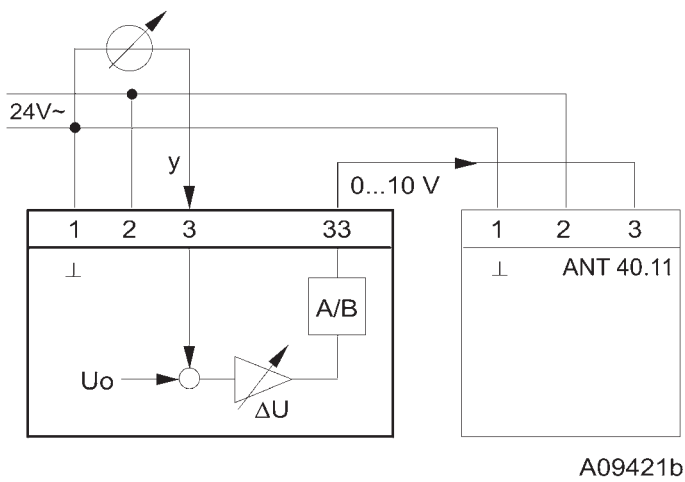 24V~
y
0...10 V
1 2 3 33
1 2 3
⊥
⊥ ANT 40.11
A/B
Uo
ΔU
A09421b